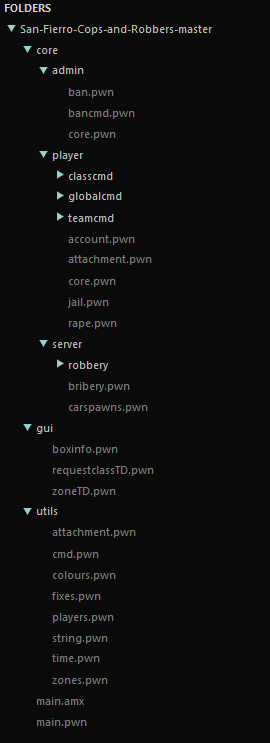 FOLDERS
San-Fierro-Cops-and-Robbers-master
core
admin
ban.pwn
bancmd.pwn
core.pwn
player
classcmd
globalcmd
teamcmd
account.pwn
attachment.pwn
core.pwn
jail.pwn
rape.pwn
server
robbery
bribery.pwn
carspawns.pwn
gui
boxinfo.pwn
requestclassTD.pwn
zoneTD.pwn
utils
attachment.pwn
cmd.pwn
colours.pwn
fixes.pwn
players.pwn
string.pwn
time.pwn
zones.pwn
main.amx
main.pwn